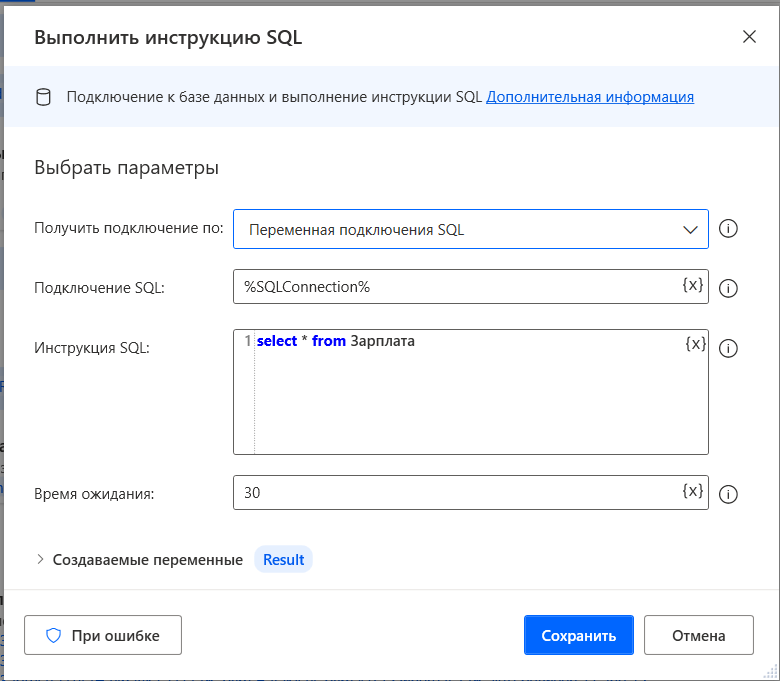 Выполнить инструкцию SQL
Подключение к базе данных и выполнение инструкции SQL Дополнительная информация
Выбрать параметры
Получить подключение по: Переменная подключения SQL
Подключение SQL: %SQLConnection% {x}
Инструкция SQL: 1 select * from Зарплата {x}
Время ожидания: 30 {x}
Создаваемые переменные Result
При ошибке Сохранить Отмена